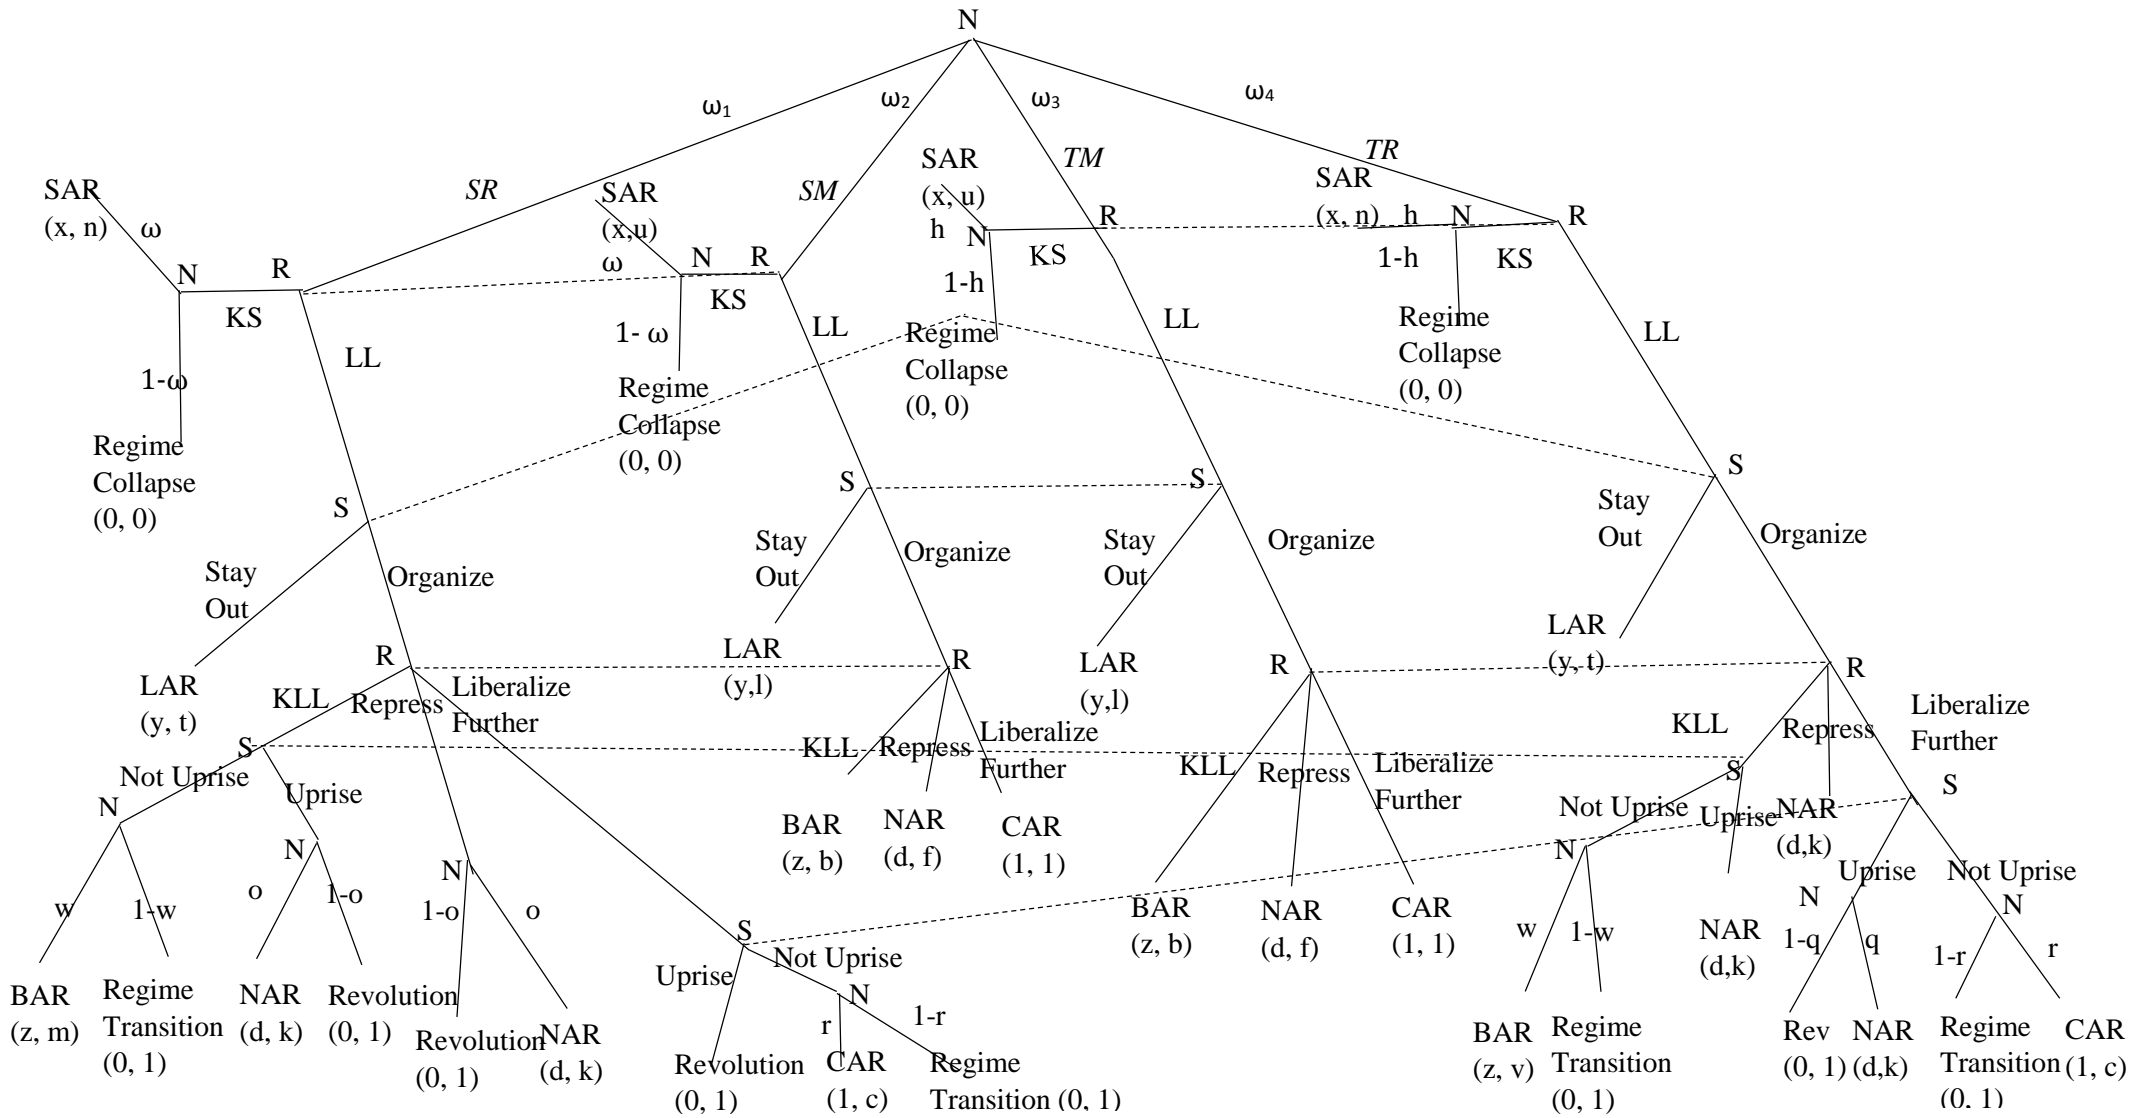 N
ω1
ω2
ω3
ω4
SR
SM
TM
TR
SAR
(x, n)
ω
N
R
KS
1-ω
Regime
Collapse
(0, 0)
LL
SAR
(x,u)
ω
N
R
KS
1- ω
Regime
Collapse
(0, 0)
LL
SAR
(x, u)
h
N
R
KS
1-h
Regime
Collapse
(0, 0)
LL
SAR
(x, n)
h
N
R
1-h
KS
Regime
Collapse
(0, 0)
LL
S
Stay
Out
Organize
LAR
(y, t)
S
Stay
Out
Organize
LAR
(y,l)
S
Stay
Out
Organize
LAR
(y,l)
S
Stay
Out
Organize
LAR
(y, t)
R
KLL
Repress
Liberalize
Further
R
KLL
Repress
Liberalize
Further
BAR
(z, b)
NAR
(d, f)
CAR
(1, 1)
R
KLL
Repress
Liberalize
Further
BAR
(z, b)
NAR
(d, f)
CAR
(1, 1)
R
KLL
Repress
Liberalize
Further
S
Not Uprise
Uprise
N
w
1-w
N
o
1-o
N
1-o
o
BAR
(z, m)
Regime
Transition
(0, 1)
NAR
(d, k)
Revolution
(0, 1)
Revolution
(0, 1)
NAR
(d, k)
S
Uprise
Not Uprise
N
r
1-r
Revolution
(0, 1)
CAR
(1, c)
Regime
Transition (0, 1)
S
Not Uprise
Uprise
NAR
(d,k)
S
N
w
1-w
NAR
(d,k)
Uprise
Not Uprise
N
1-q
q
N
1-r
r
BAR
(z, v)
Regime
Transition
(0, 1)
Rev
(0, 1)
NAR
(d,k)
Regime
Transition
(0, 1)
CAR
(1, c)